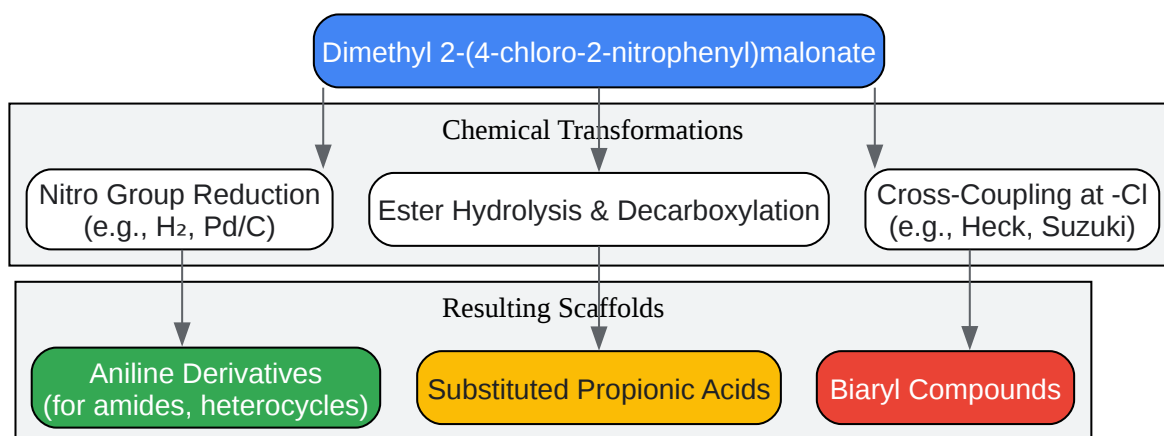 Dimethyl 2-(4-chloro-2-nitrophenyl)malonate
Chemical Transformations
Nitro Group Reduction
(e.g., H₂, Pd/C)
Ester Hydrolysis & Decarboxylation
Cross-Coupling at -Cl
(e.g., Heck, Suzuki)
Resulting Scaffolds
Aniline Derivatives
(for amides, heterocycles)
Substituted Propionic Acids
Biaryl Compounds